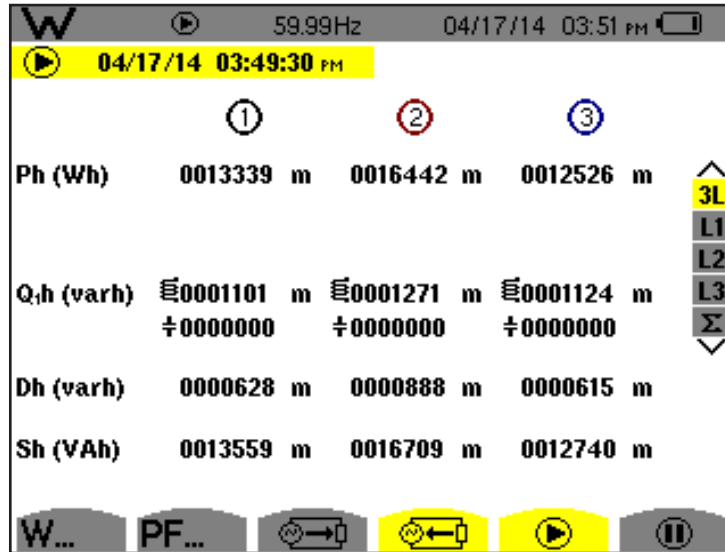 W 59.99Hz 04/17/14 03:51 PM
04/17/14 03:49:30 PM
1 2 3
Ph (Wh) 0013339 m 0016442 m 0012526 m
3L
L1
L2
Q₁h (varh) 0001101 m 0001271 m 0001124 m L3
0000000 0000000 0000000 Σ
Dh (varh) 0000628 m 0000888 m 0000615 m
Sh (VAh) 0013559 m 0016709 m 0012740 m
W... PF...